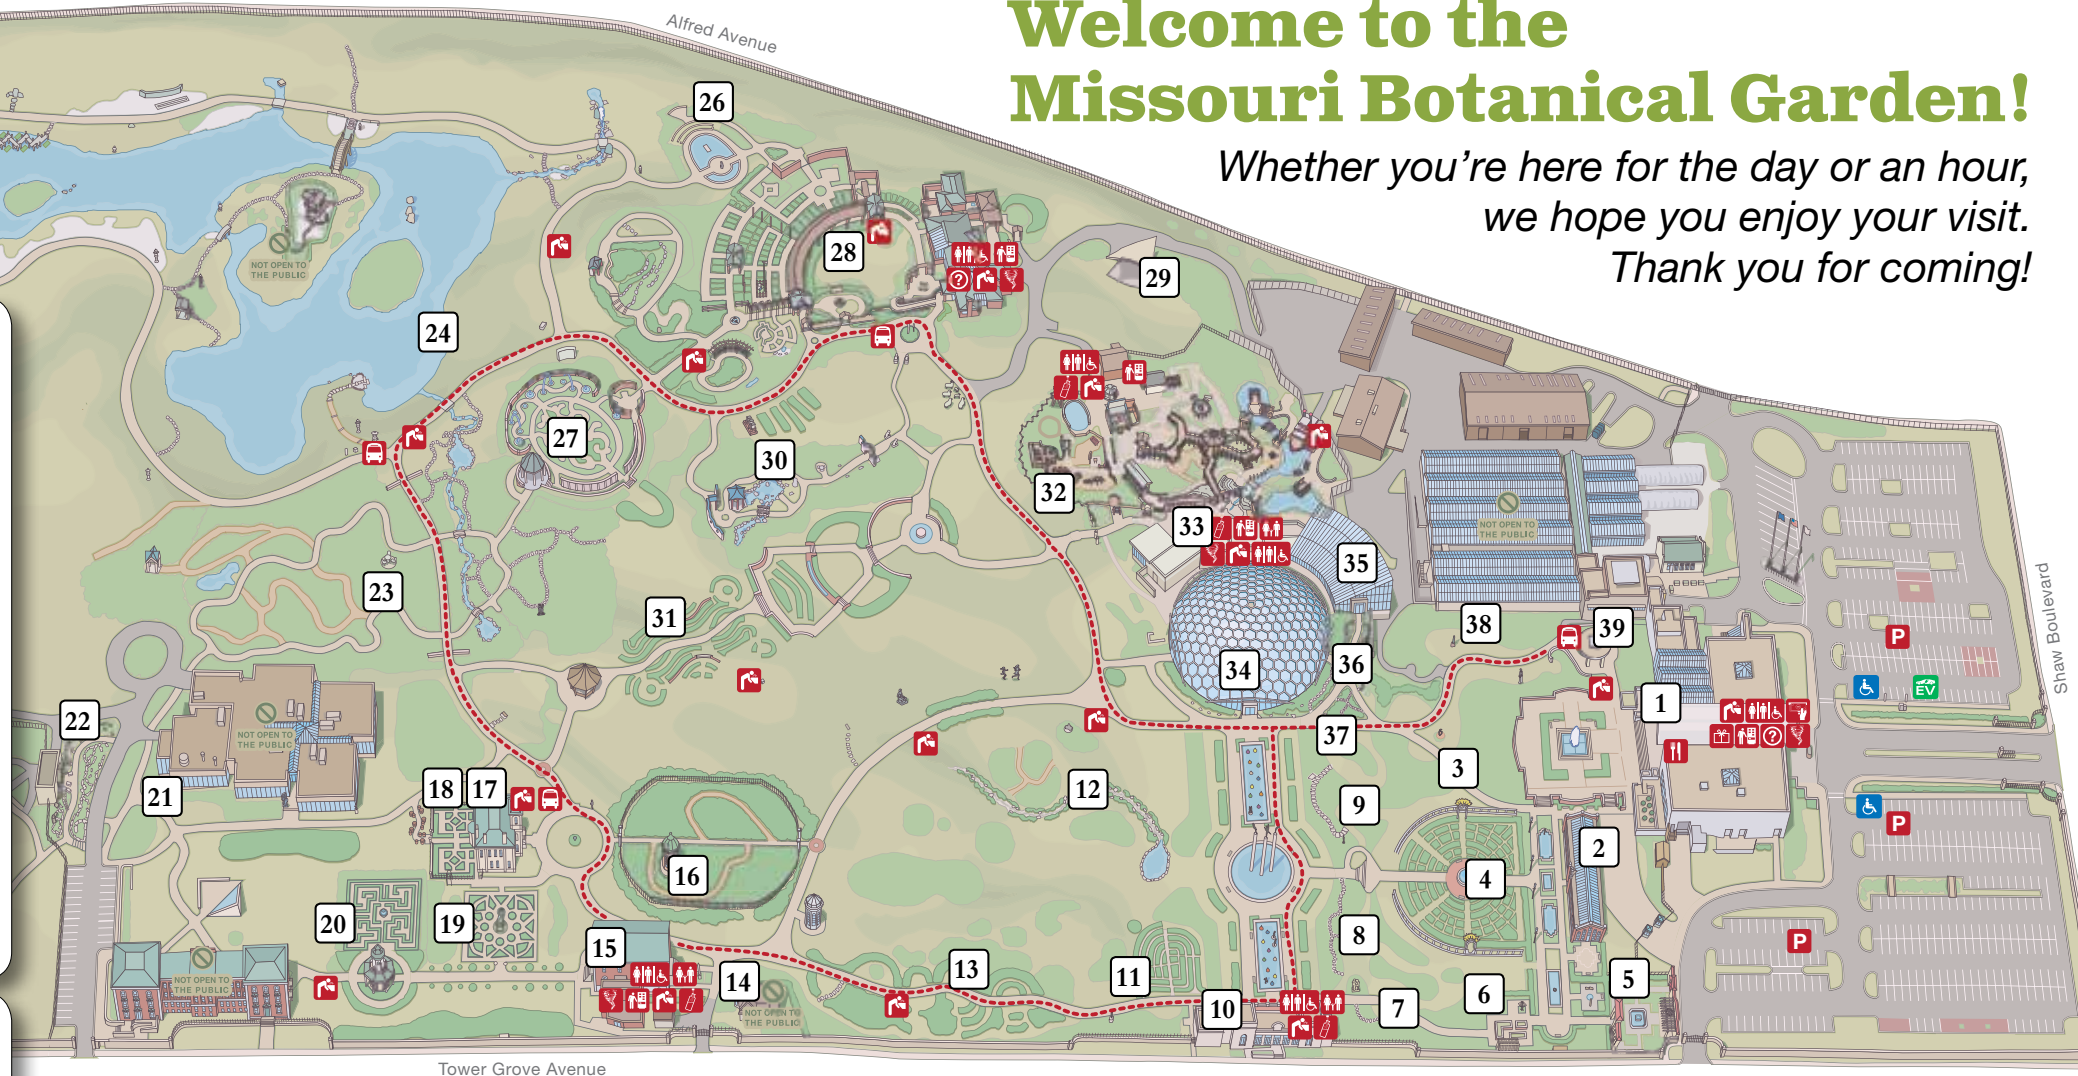 Alfred Avenue
Welcome to the
Missouri Botanical Garden!
Whether you're here for the day or an hour,
we hope you enjoy your visit.
Thank you for coming!
26
28
NOT OPEN TO
THE PUBLIC
29
24
27
30
32
33
35
NOT OPEN TO
THE PUBLIC
23
31
38
39
Shaw Boulevard
34
36
P
EV
22
NOT OPEN TO
THE PUBLIC
1
37
3
21
18
17
12
9
P
2
16
4
20
19
15
8
P
NOT OPEN TO
THE PUBLIC
14
13
11
5
6
10
7
NOT OPEN TO
THE PUBLIC
Tower Grove Avenue